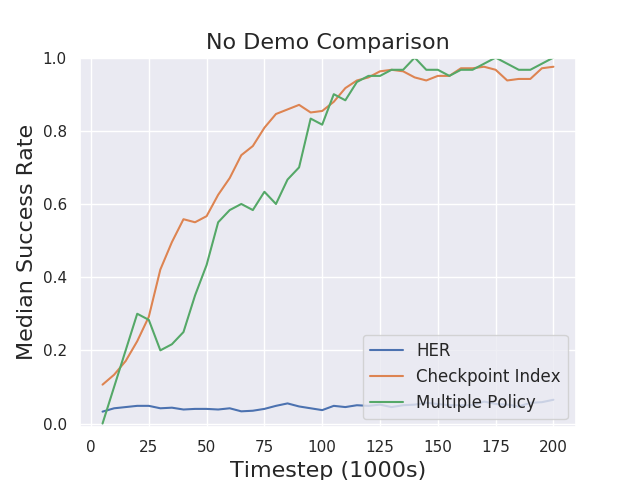 No Demo Comparison
Median Success Rate
1.0
0.8
0.6
0.4
0.2
0.0
HER
Checkpoint Index
Multiple Policy
0
25
50
75
100
125
150
175
200
Timestep (1000s)